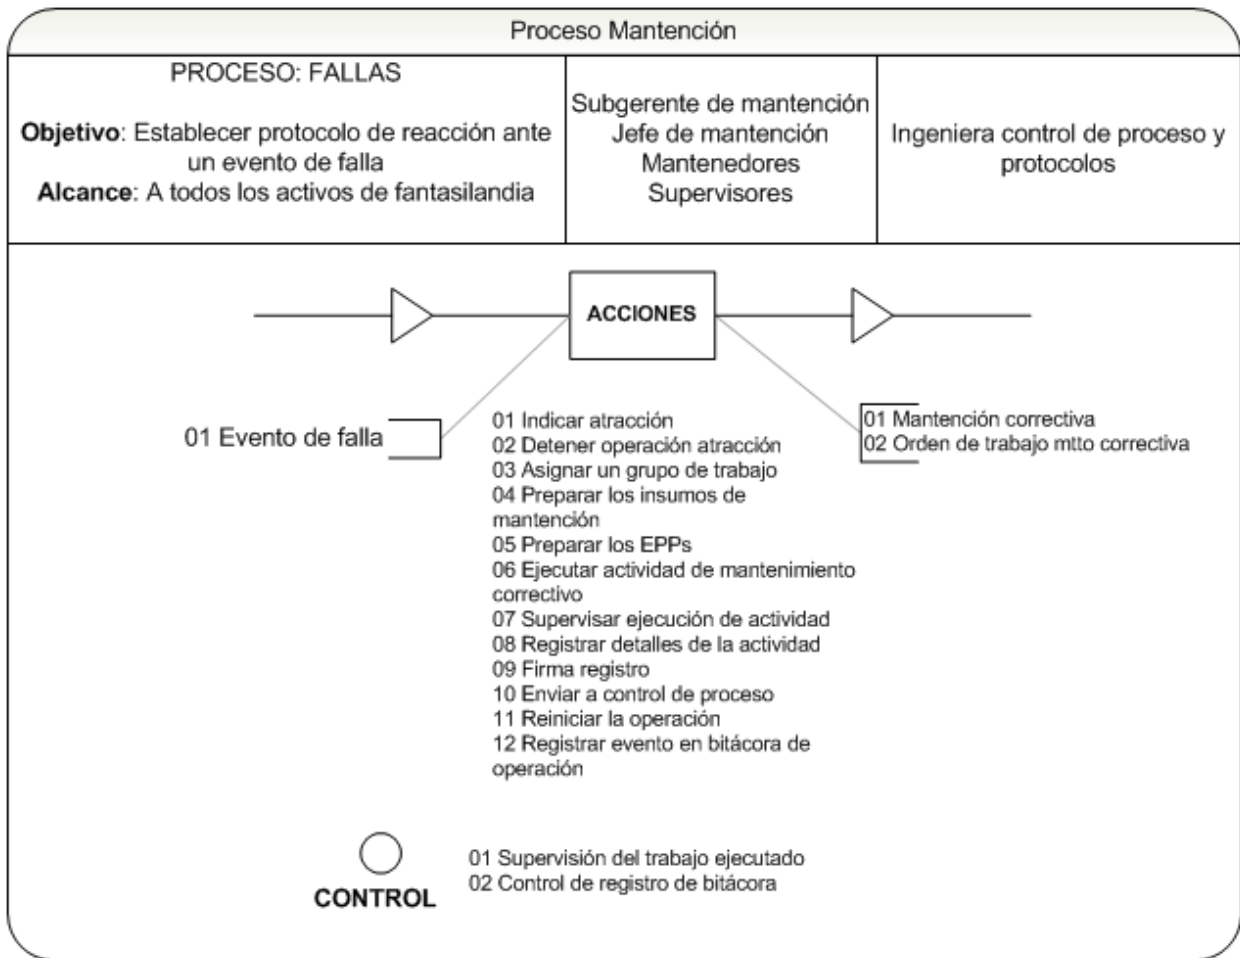 Proceso Mantención
PROCESO: FALLAS
Objetivo: Establecer protocolo de reacción ante
un evento de falla
Alcance: A todos los activos de fantasilandia
Subgerente de mantención
Jefe de mantención
Mantenedores
Supervisores
Ingeniera control de proceso y
protocolos
ACCIONES
01 Evento de falla
01 Indicar atracción
02 Detener operación atracción
03 Asignar un grupo de trabajo
04 Preparar los insumos de
mantención
05 Preparar los EPPs
06 Ejecutar actividad de mantenimiento
correctivo
07 Supervisar ejecución de actividad
08 Registrar detalles de la actividad
09 Firma registro
10 Enviar a control de proceso
11 Reiniciar la operación
12 Registrar evento en bitácora de
operación
01 Mantención correctiva
02 Orden de trabajo mtto correctiva
CONTROL
01 Supervisión del trabajo ejecutado
02 Control de registro de bitácora